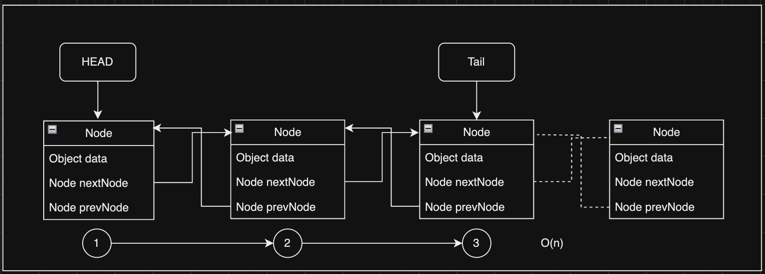 HEAD
Tail
Node
Object data
Node nextNode
Node prevNode
Node
Object data
Node nextNode
Node prevNode
Node
Object data
Node nextNode
Node prevNode
Node
Object data
Node nextNode
Node prevNode
1
2
3
O(n)